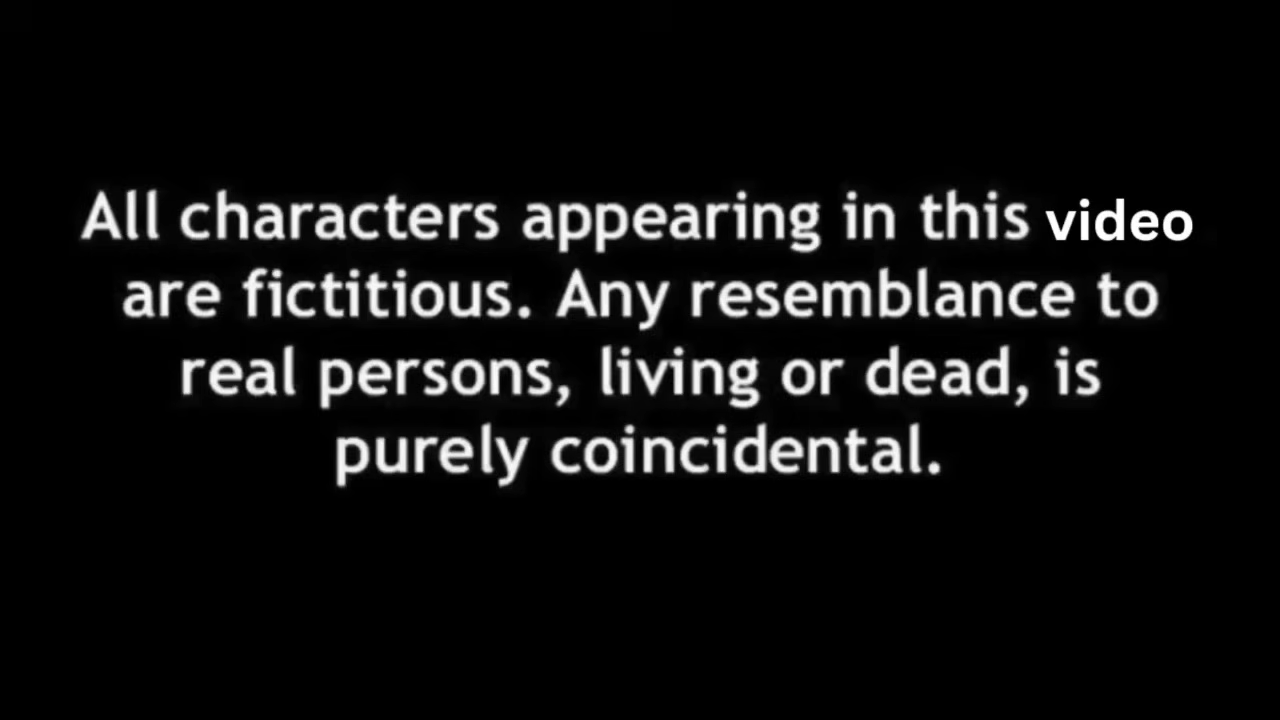 All characters appearing in this video
are fictitious. Any resemblance to
real persons, living or dead, is
purely coincidental.